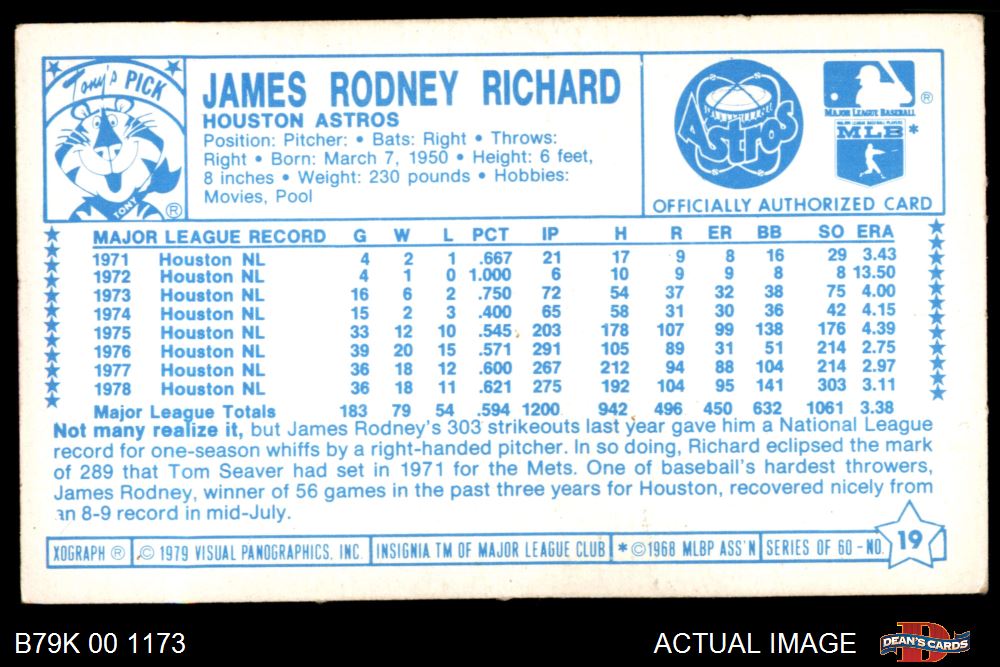 Tony's PICK
TONY ®
JAMES RODNEY RICHARD
HOUSTON ASTROS
Position: Pitcher: • Bats: Right • Throws:
Right • Born: March 7, 1950 • Height: 6 feet,
8 inches • Weight: 230 pounds • Hobbies:
Movies, Pool
Astros
MAJOR LEAGUE BASEBALL ®
MAJOR LEAGUE BASEBALL PLAYERS
MLB *
OFFICIALLY AUTHORIZED CARD
MAJOR LEAGUE RECORD G W L PCT IP H R ER BB SO ERA
1971 Houston NL 4 2 1 .667 21 17 9 8 16 29 3.43
1972 Houston NL 4 1 0 1.000 6 10 9 9 8 8 13.50
1973 Houston NL 16 6 2 .750 72 54 37 32 38 75 4.00
1974 Houston NL 15 2 3 .400 65 58 31 30 36 42 4.15
1975 Houston NL 33 12 10 .545 203 178 107 99 138 176 4.39
1976 Houston NL 39 20 15 .571 291 105 89 31 51 214 2.75
1977 Houston NL 36 18 12 .600 267 212 94 88 104 214 2.97
1978 Houston NL 36 18 11 .621 275 192 104 95 141 303 3.11
Major League Totals 183 79 54 .594 1200 942 496 450 632 1061 3.38
Not many realize it, but James Rodney's 303 strikeouts last year gave him a National League
record for one-season whiffs by a right-handed pitcher. In so doing, Richard eclipsed the mark
of 289 that Tom Seaver had set in 1971 for the Mets. One of baseball's hardest throwers,
James Rodney, winner of 56 games in the past three years for Houston, recovered nicely from
an 8-9 record in mid-July.
XOGRAPH ® © 1979 VISUAL PANOGRAPHICS, INC. INSIGNIA TM OF MAJOR LEAGUE CLUB * ©1968 MLBP ASS'N SERIES OF 60 - NO. 19
B79K 00 1173
ACTUAL IMAGE
DEAN'S CARDS